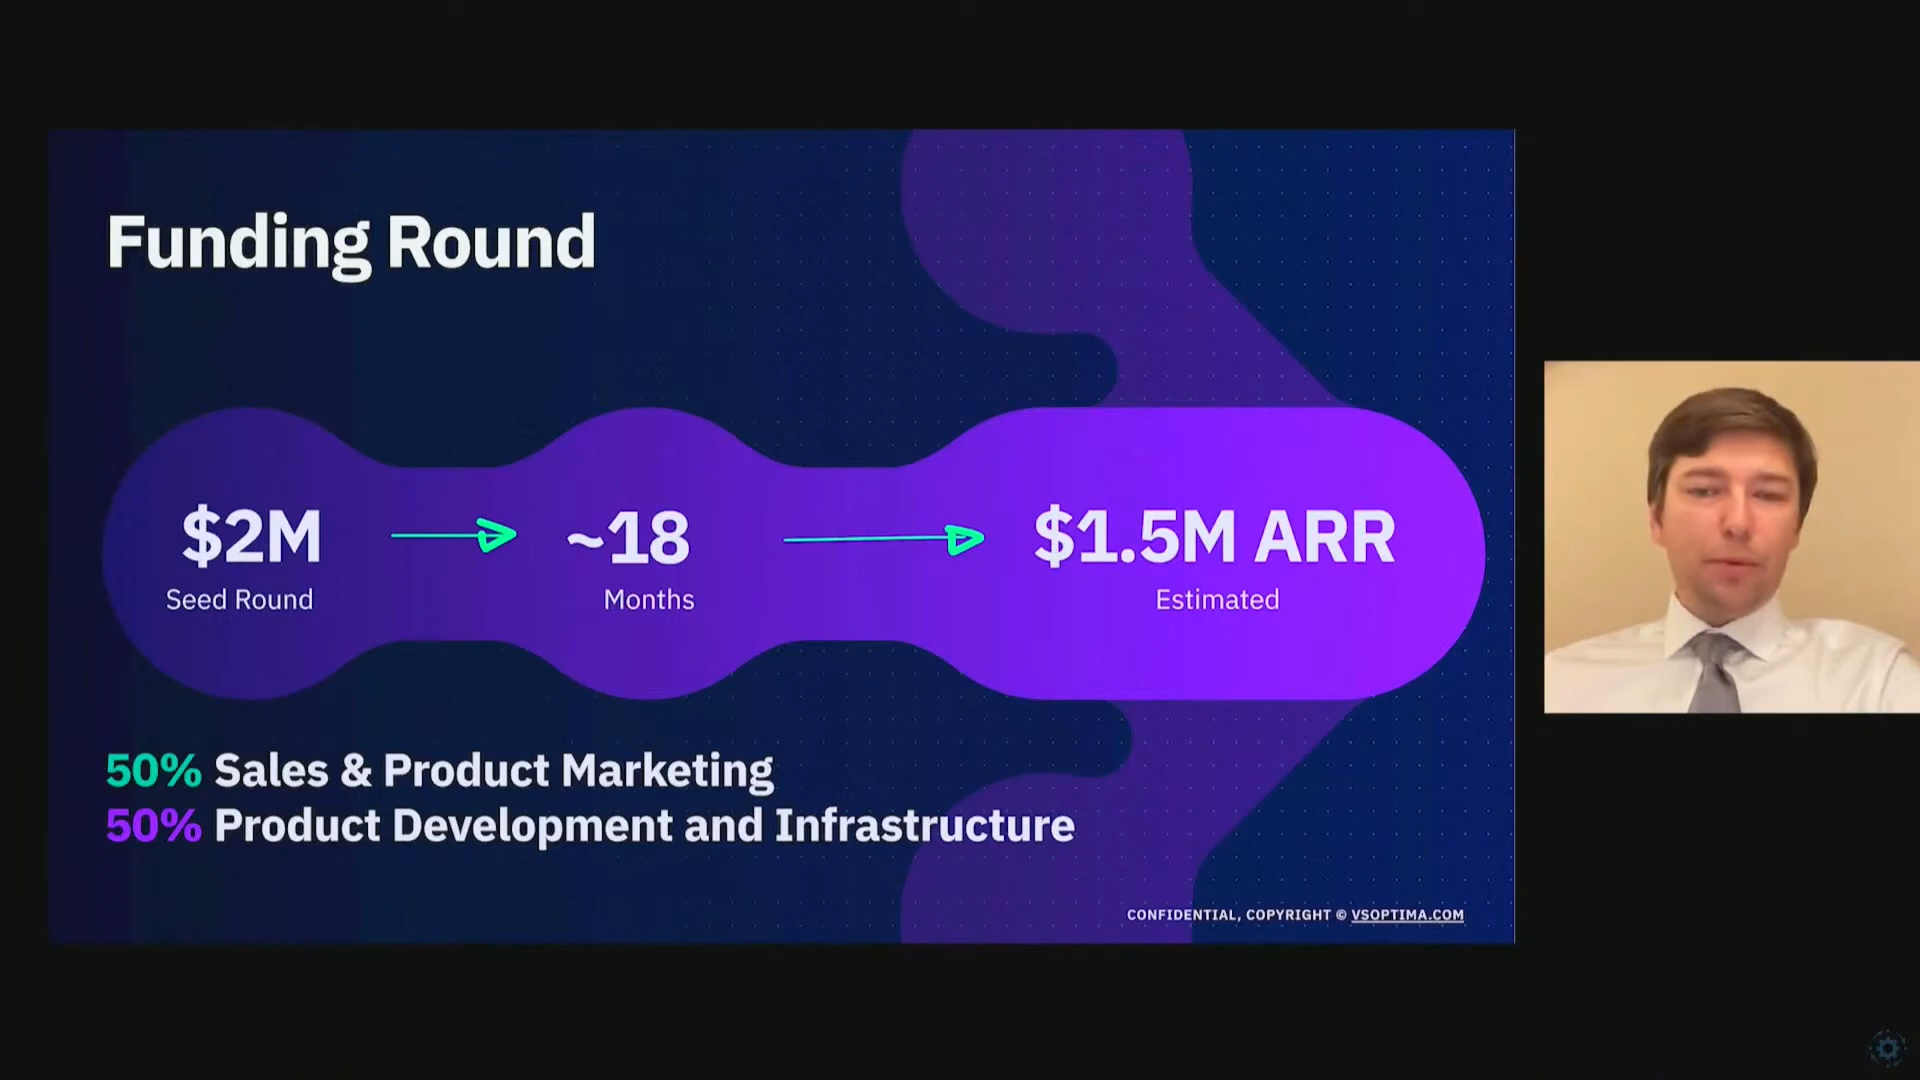 Funding Round
$2M
Seed Round
~18
Months
$1.5M ARR
Estimated
50% Sales & Product Marketing
50% Product Development and Infrastructure
CONFIDENTIAL, COPYRIGHT © VSOPTIMA.COM